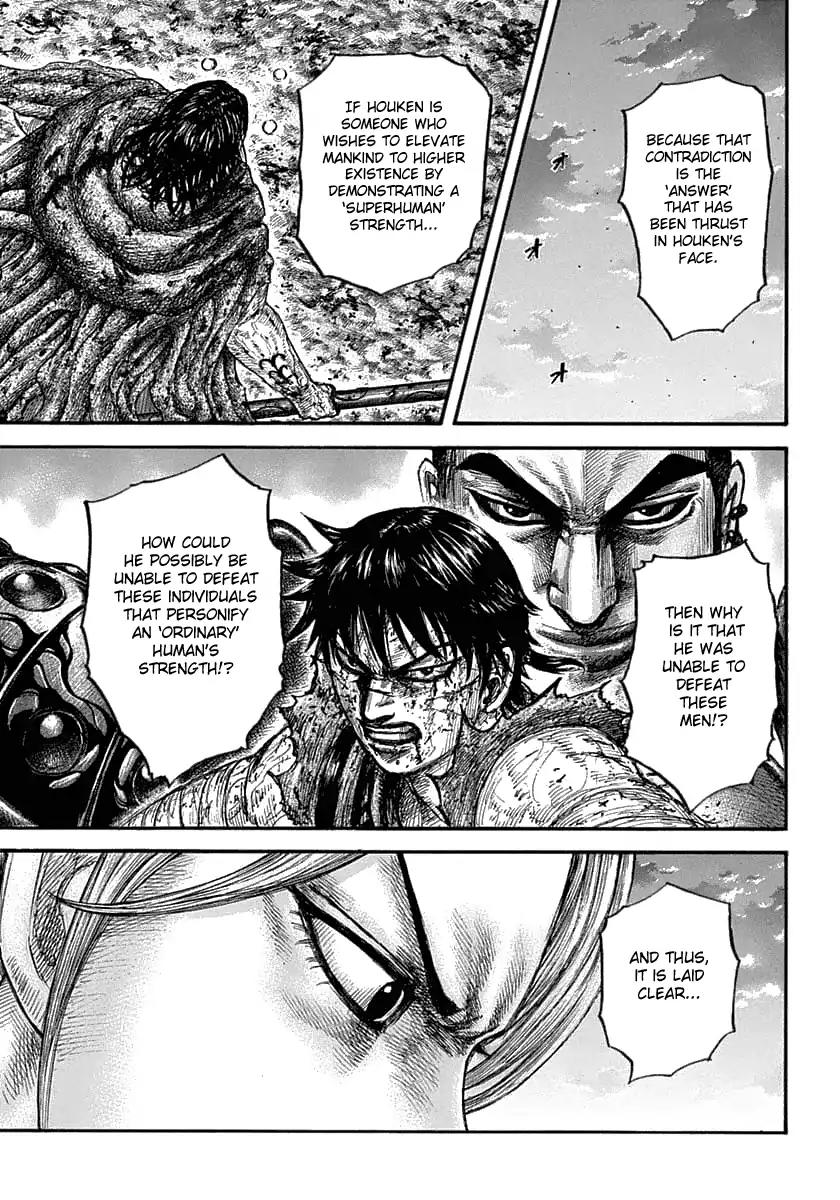 BECAUSE THAT
CONTRADICTION
IS THE
'ANSWER'
THAT HAS
BEEN THRUST
IN HOUKEN'S
FACE.
オ
オ
オ
IF HOUKEN IS
SOMEONE WHO
WISHES TO ELEVATE
MANKIND TO HIGHER
EXISTENCE BY
DEMONSTRATING A
'SUPERHUMAN'
STRENGTH...
THEN WHY
IS IT THAT
HE WAS
UNABLE TO
DEFEAT
THESE
MEN!?
HOW COULD
HE POSSIBLY BE
UNABLE TO DEFEAT
THESE INDIVIDUALS
THAT PERSONIFY
AN 'ORDINARY'
HUMAN'S
STRENGTH!?
AND THUS,
IT IS LAID
CLEAR...